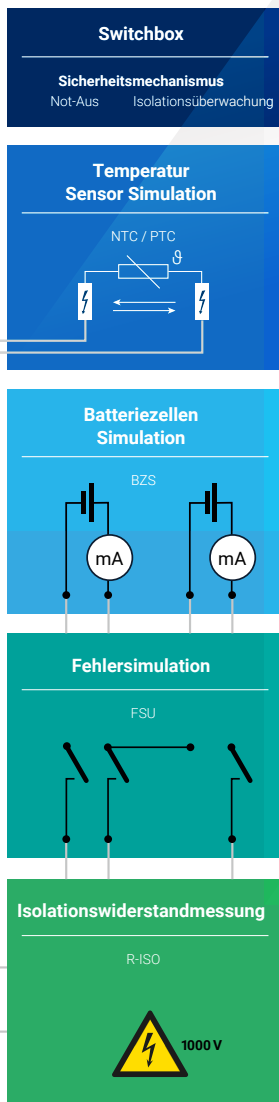 Switchbox
Sicherheitsmechanismus
Not-Aus Isolationsüberwachung
Temperatur
Sensor Simulation
NTC / PTC
ϑ
Batteriezellen
Simulation
BZS
mA mA
Fehlersimulation
FSU
Isolationswiderstandmessung
R-ISO
1000 V